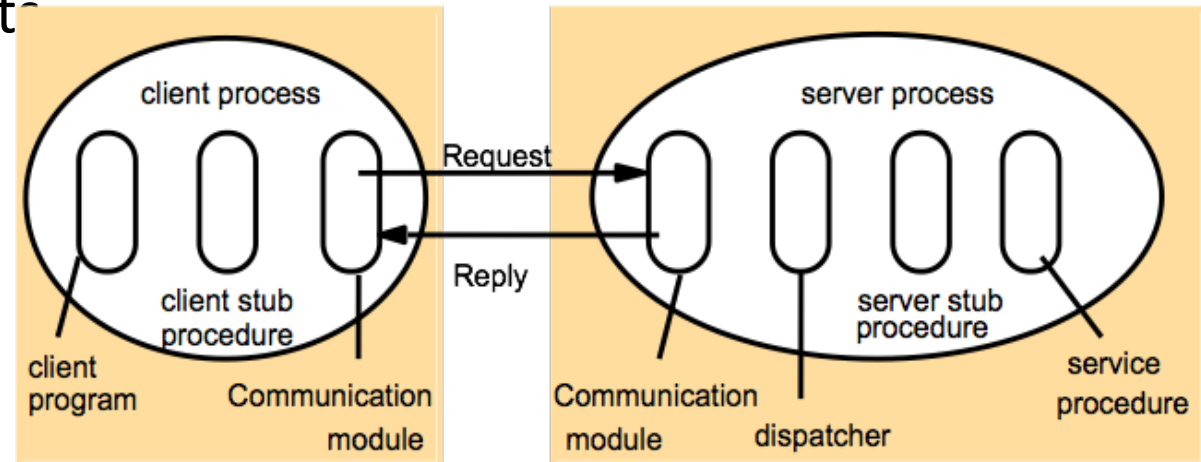 client process
client stub
procedure
client
program
Communication
module
Request
Reply
server process
server stub
procedure
Communication
module
dispatcher
service
procedure